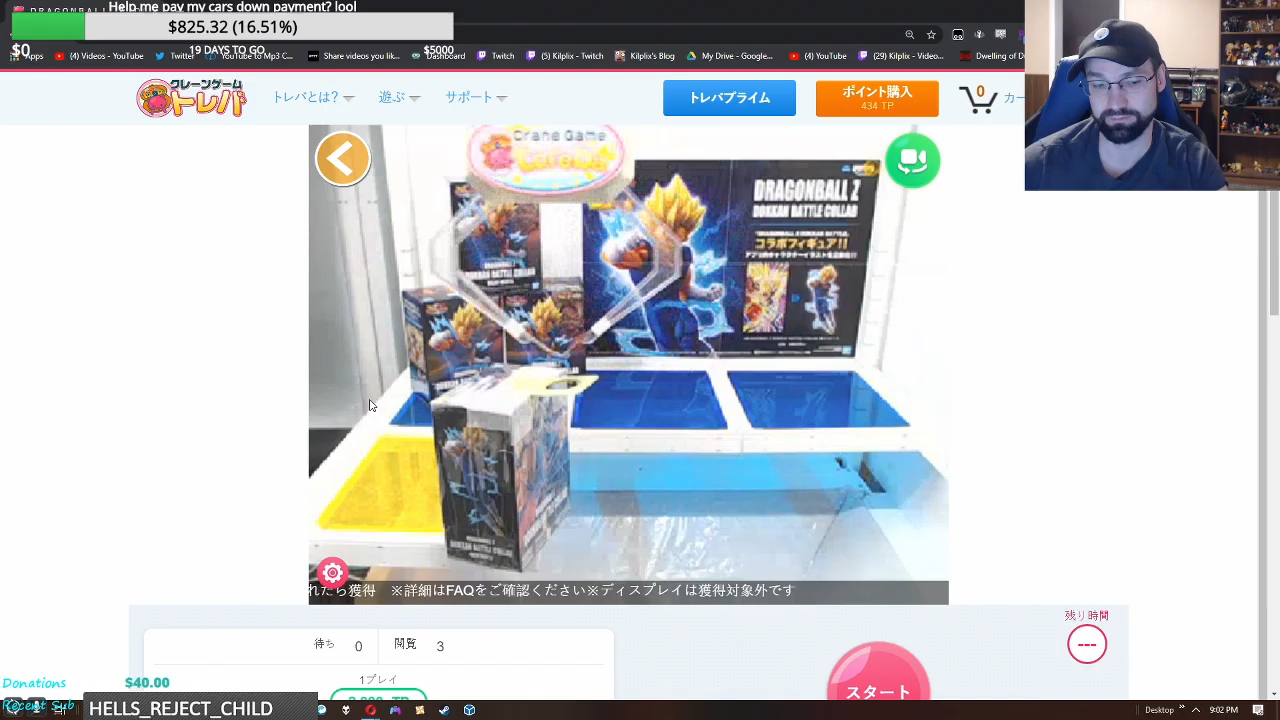 Help me pay my cars down payment? lool
$825.32 (16.51%)
$0
19 DAYS TO GO
$5000
Apps
(4) Videos - YouTube
Twitter
YouTube To Mp3 C...
Share videos you lik...
Dashboard
Twitch
(5) Kilplix - Twitch
Kilplix's Blog
My Drive - Google...
(4) YouTube
(29) Kilplix - Twitch
Dwelling of D
クレーンゲーム
トレバ
トレバとは?
遊ぶ
サポート
トレバプライム
ポイント購入
434 TP
0
カー
Crane Game
Toreba
DRAGONBALL Z
DOKKAN BATTLE COLLAB
コラボフィギュア!!
れたら獲得 ※詳細はFAQをご確認ください※ディスプレイは獲得対象外です
残り時間
---
待ち 0
閲覧 3
1プレイ
スタート
Donations
$40.00
Recent Sub
HELLS_REJECT_CHILD
Desktop
9:02 PM